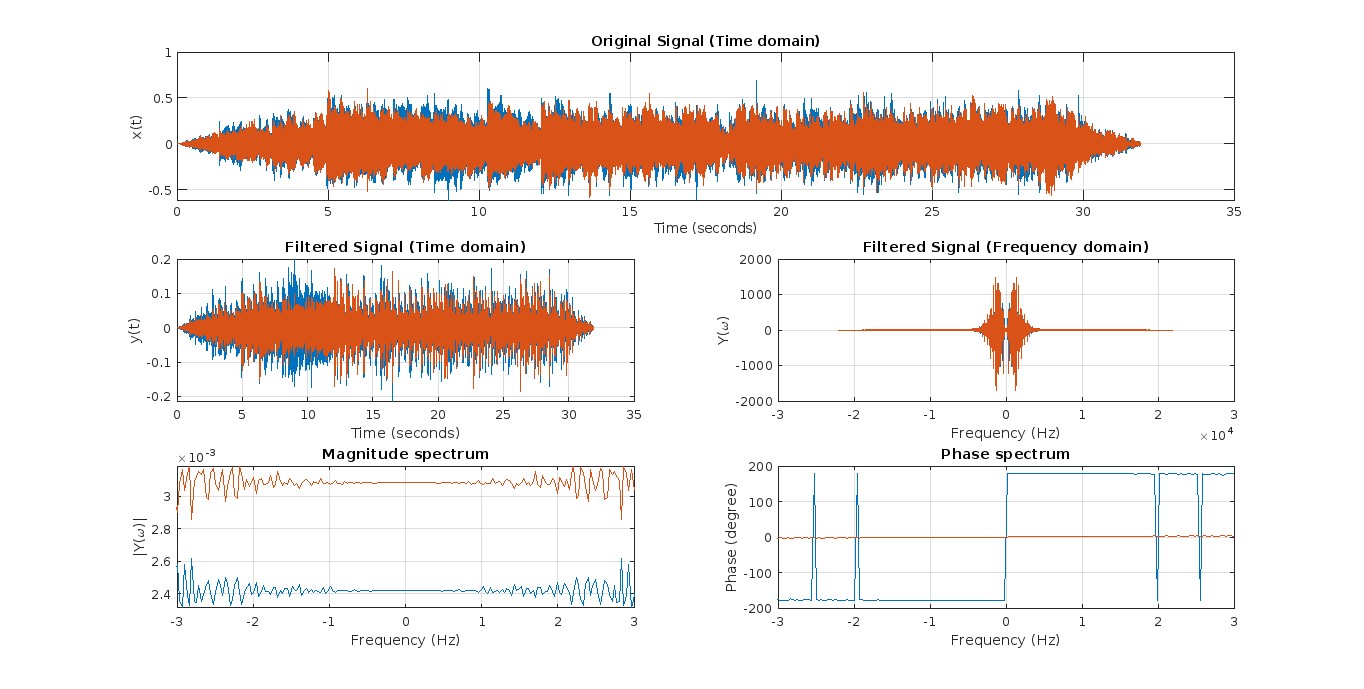 Original Signal (Time domain)
1
0.5
0
-0.5
x(t)
0 5 10 15 20 25 30 35
Time (seconds)
Filtered Signal (Time domain)
0.2
0.1
0
-0.1
-0.2
y(t)
0 5 10 15 20 25 30 35
Time (seconds)
Filtered Signal (Frequency domain)
2000
1000
0
-1000
-2000
Y(ω)
-3 -2 -1 0 1 2 3
Frequency (Hz)
×10⁴
Magnitude spectrum
×10⁻³
3
2.8
2.6
2.4
|Y(ω)|
-3 -2 -1 0 1 2 3
Frequency (Hz)
Phase spectrum
200
100
0
-100
-200
Phase (degree)
-3 -2 -1 0 1 2 3
Frequency (Hz)